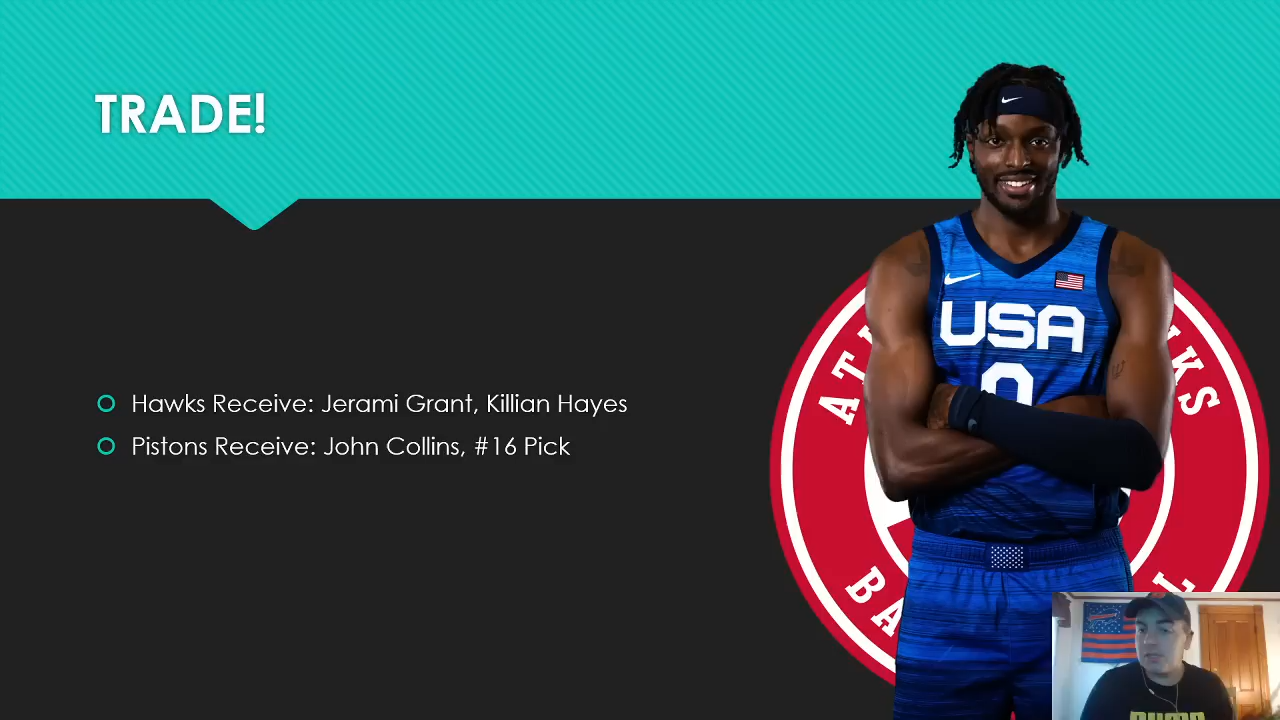 TRADE!
Hawks Receive: Jerami Grant, Killian Hayes
Pistons Receive: John Collins, #16 Pick
USA